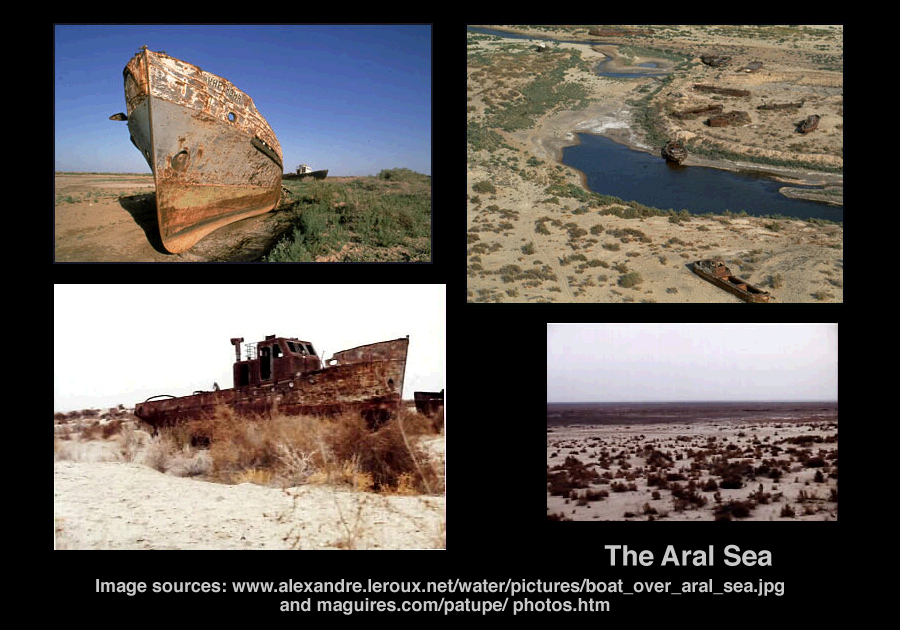 The Aral Sea
Image sources: www.alexandre.leroux.net/water/pictures/boat_over_aral_sea.jpg
and maguires.com/patupe/ photos.htm